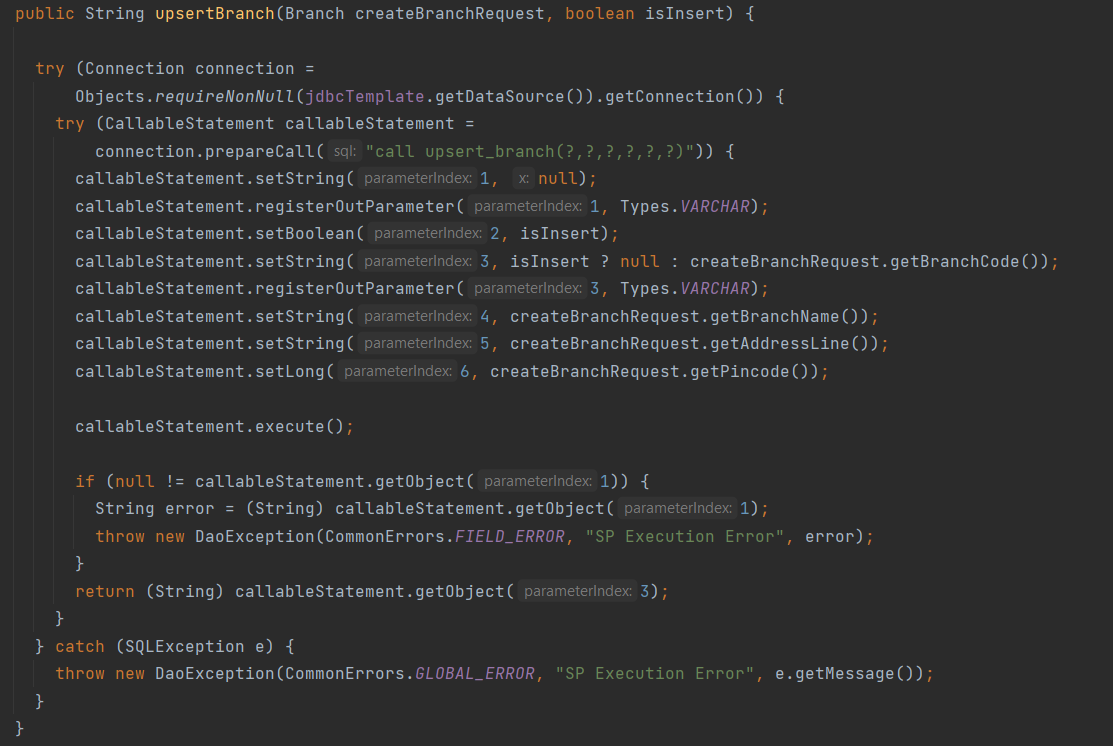 public String upsertBranch(Branch createBranchRequest, boolean isInsert) {
try (Connection connection =
Objects.requireNonNull(jdbcTemplate.getDataSource()).getConnection()) {
try (CallableStatement callableStatement =
connection.prepareCall( sql: "call upsert_branch(?,?,?,?,?,?)")) {
callableStatement.setString( parameterIndex: 1, x: null);
callableStatement.registerOutParameter( parameterIndex: 1, Types.VARCHAR);
callableStatement.setBoolean( parameterIndex: 2, isInsert);
callableStatement.setString( parameterIndex: 3, isInsert ? null : createBranchRequest.getBranchCode());
callableStatement.registerOutParameter( parameterIndex: 3, Types.VARCHAR);
callableStatement.setString( parameterIndex: 4, createBranchRequest.getBranchName());
callableStatement.setString( parameterIndex: 5, createBranchRequest.getAddressLine());
callableStatement.setLong( parameterIndex: 6, createBranchRequest.getPincode());
callableStatement.execute();
if (null != callableStatement.getObject( parameterIndex: 1)) {
String error = (String) callableStatement.getObject( parameterIndex: 1);
throw new DaoException(CommonErrors.FIELD_ERROR, "SP Execution Error", error);
}
return (String) callableStatement.getObject( parameterIndex: 3);
}
} catch (SQLException e) {
throw new DaoException(CommonErrors.GLOBAL_ERROR, "SP Execution Error", e.getMessage());
}
}